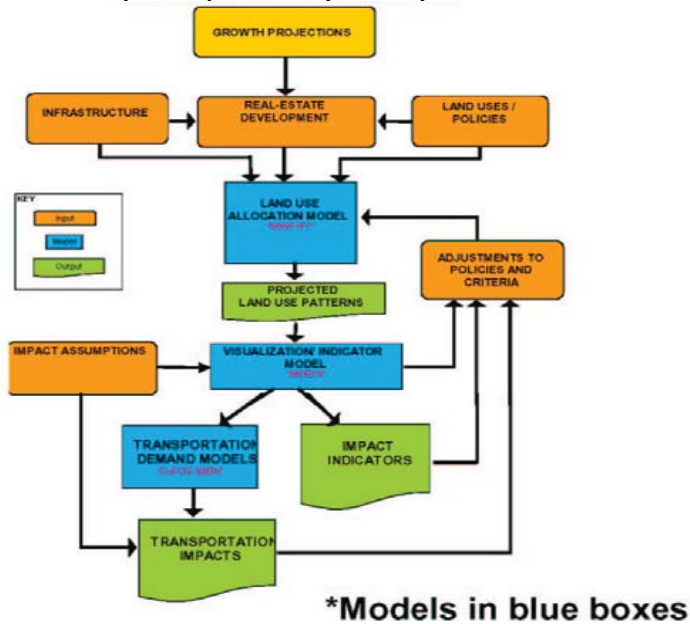 GROWTH PROJECTIONS
INFRASTRUCTURE
REAL-ESTATE
DEVELOPMENT
LAND USES /
POLICIES
KEY
Input
Model
Output
LAND USE
ALLOCATION MODEL
ADJUSTMENTS TO
POLICIES AND
CRITERIA
PROJECTED
LAND USE PATTERNS
IMPACT ASSUMPTIONS
VISUALIZATION/ INDICATOR
MODEL
TRANSPORTATION
DEMAND MODELS
IMPACT
INDICATORS
TRANSPORTATION
IMPACTS
*Models in blue boxes